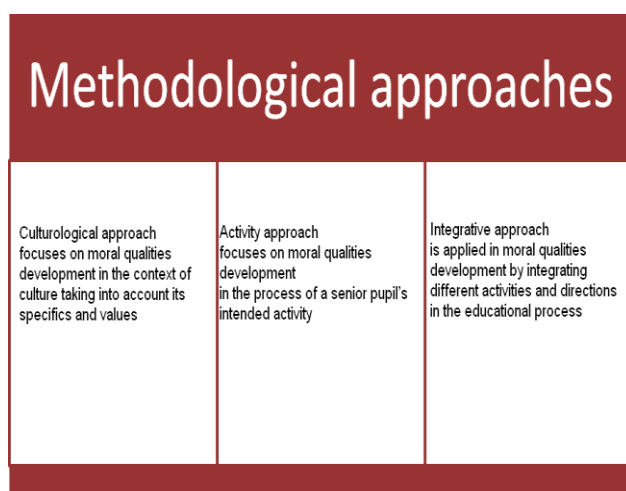 Methodological approaches
Culturological approach
focuses on moral qualities
development in the context of
culture taking into account its
specifics and values
Activity approach
focuses on moral qualities
development
in the process of a senior pupil's
intended activity
Integrative approach
is applied in moral qualities
development by integrating
different activities and directions
in the educational process